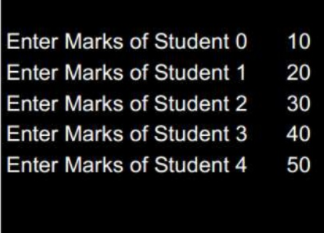 Enter Marks of Student 0 10
Enter Marks of Student 1 20
Enter Marks of Student 2 30
Enter Marks of Student 3 40
Enter Marks of Student 4 50